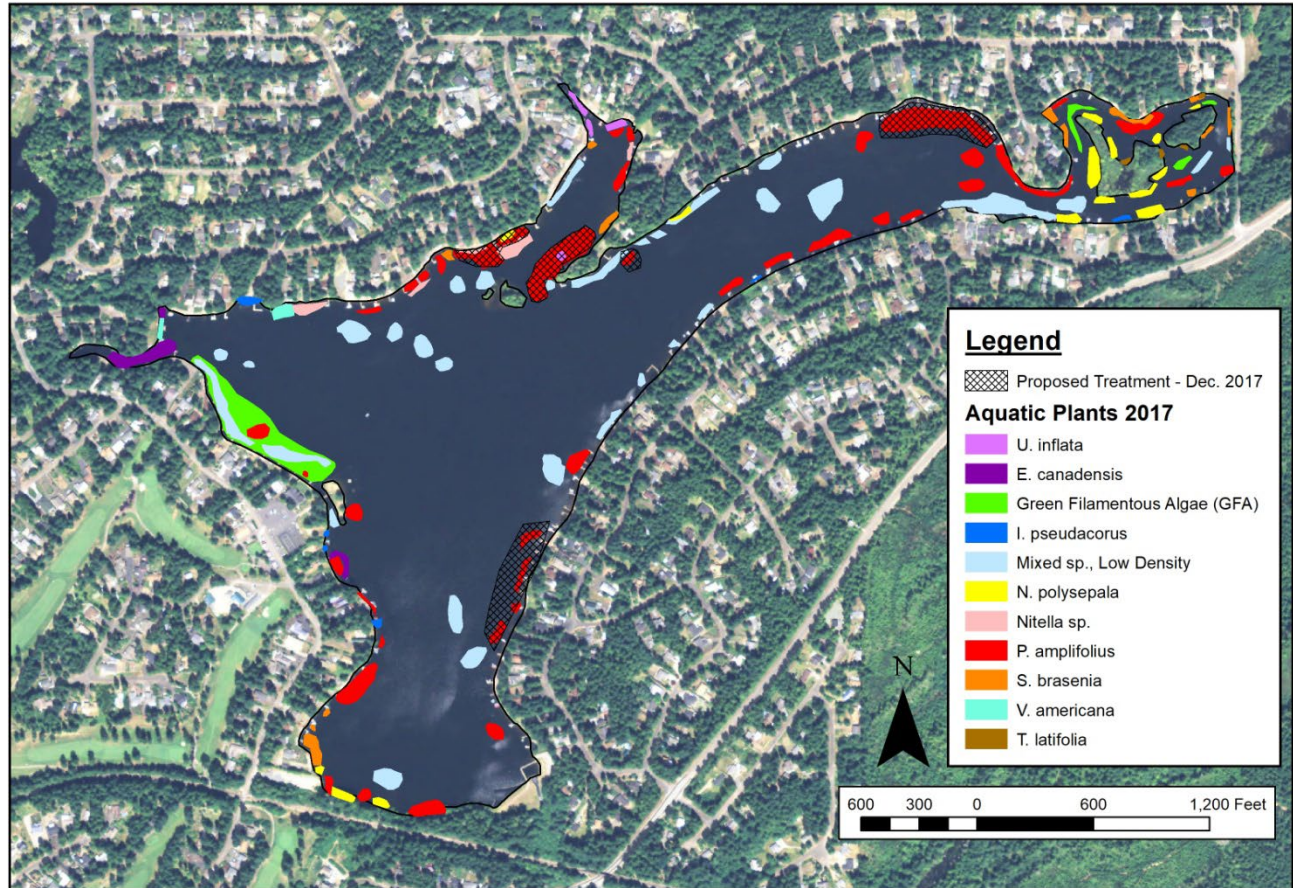 Legend
Proposed Treatment - Dec. 2017
Aquatic Plants 2017
U. inflata
E. canadensis
Green Filamentous Algae (GFA)
I. pseudacorus
Mixed sp., Low Density
N. polysepala
Nitella sp.
P. amplifolius
S. brasenia
V. americana
T. latifolia
N
600 300 0 600 1,200 Feet